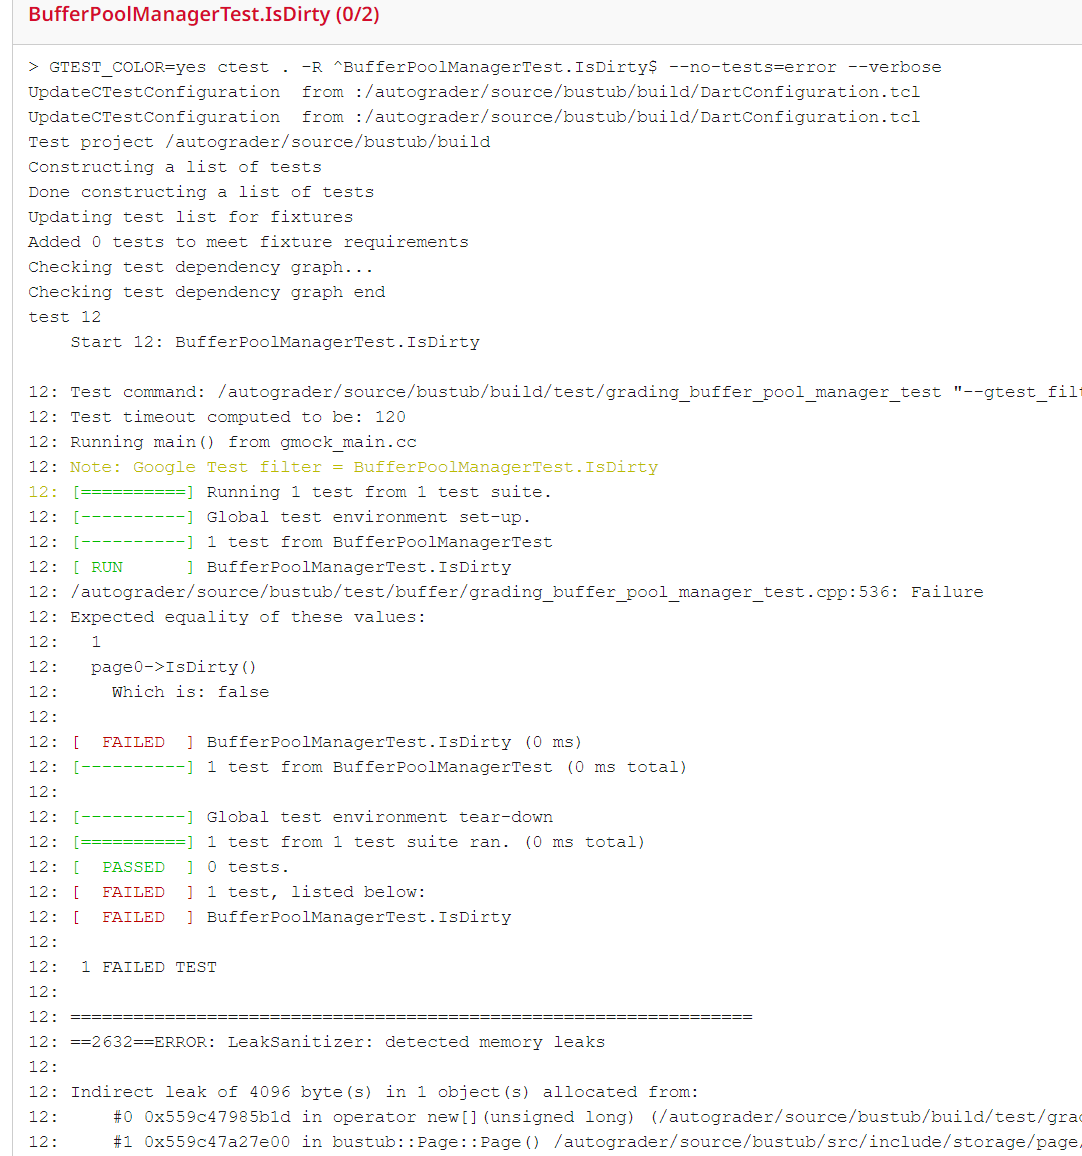 BufferPoolManagerTest.IsDirty (0/2)
> GTEST_COLOR=yes ctest . -R ^BufferPoolManagerTest.IsDirty$ --no-tests=error --verbose
UpdateCTestConfiguration  from :/autograder/source/bustub/build/DartConfiguration.tcl
UpdateCTestConfiguration  from :/autograder/source/bustub/build/DartConfiguration.tcl
Test project /autograder/source/bustub/build
Constructing a list of tests
Done constructing a list of tests
Updating test list for fixtures
Added 0 tests to meet fixture requirements
Checking test dependency graph...
Checking test dependency graph end
test 12
    Start 12: BufferPoolManagerTest.IsDirty
12: Test command: /autograder/source/bustub/build/test/grading_buffer_pool_manager_test "--gtest_filt
12: Test timeout computed to be: 120
12: Running main() from gmock_main.cc
12: Note: Google Test filter = BufferPoolManagerTest.IsDirty
12: [==========] Running 1 test from 1 test suite.
12: [----------] Global test environment set-up.
12: [----------] 1 test from BufferPoolManagerTest
12: [ RUN      ] BufferPoolManagerTest.IsDirty
12: /autograder/source/bustub/test/buffer/grading_buffer_pool_manager_test.cpp:536: Failure
12: Expected equality of these values:
12:   1
12:   page0->IsDirty()
12:     Which is: false
12:
12: [  FAILED  ] BufferPoolManagerTest.IsDirty (0 ms)
12: [----------] 1 test from BufferPoolManagerTest (0 ms total)
12:
12: [----------] Global test environment tear-down
12: [==========] 1 test from 1 test suite ran. (0 ms total)
12: [  PASSED  ] 0 tests.
12: [  FAILED  ] 1 test, listed below:
12: [  FAILED  ] BufferPoolManagerTest.IsDirty
12:
12:  1 FAILED TEST
12:
12: =================================================================
12: ==2632==ERROR: LeakSanitizer: detected memory leaks
12:
12: Indirect leak of 4096 byte(s) in 1 object(s) allocated from:
12:     #0 0x559c47985b1d in operator new[](unsigned long) (/autograder/source/bustub/build/test/grad
12:     #1 0x559c47a27e00 in bustub::Page::Page() /autograder/source/bustub/src/include/storage/page/